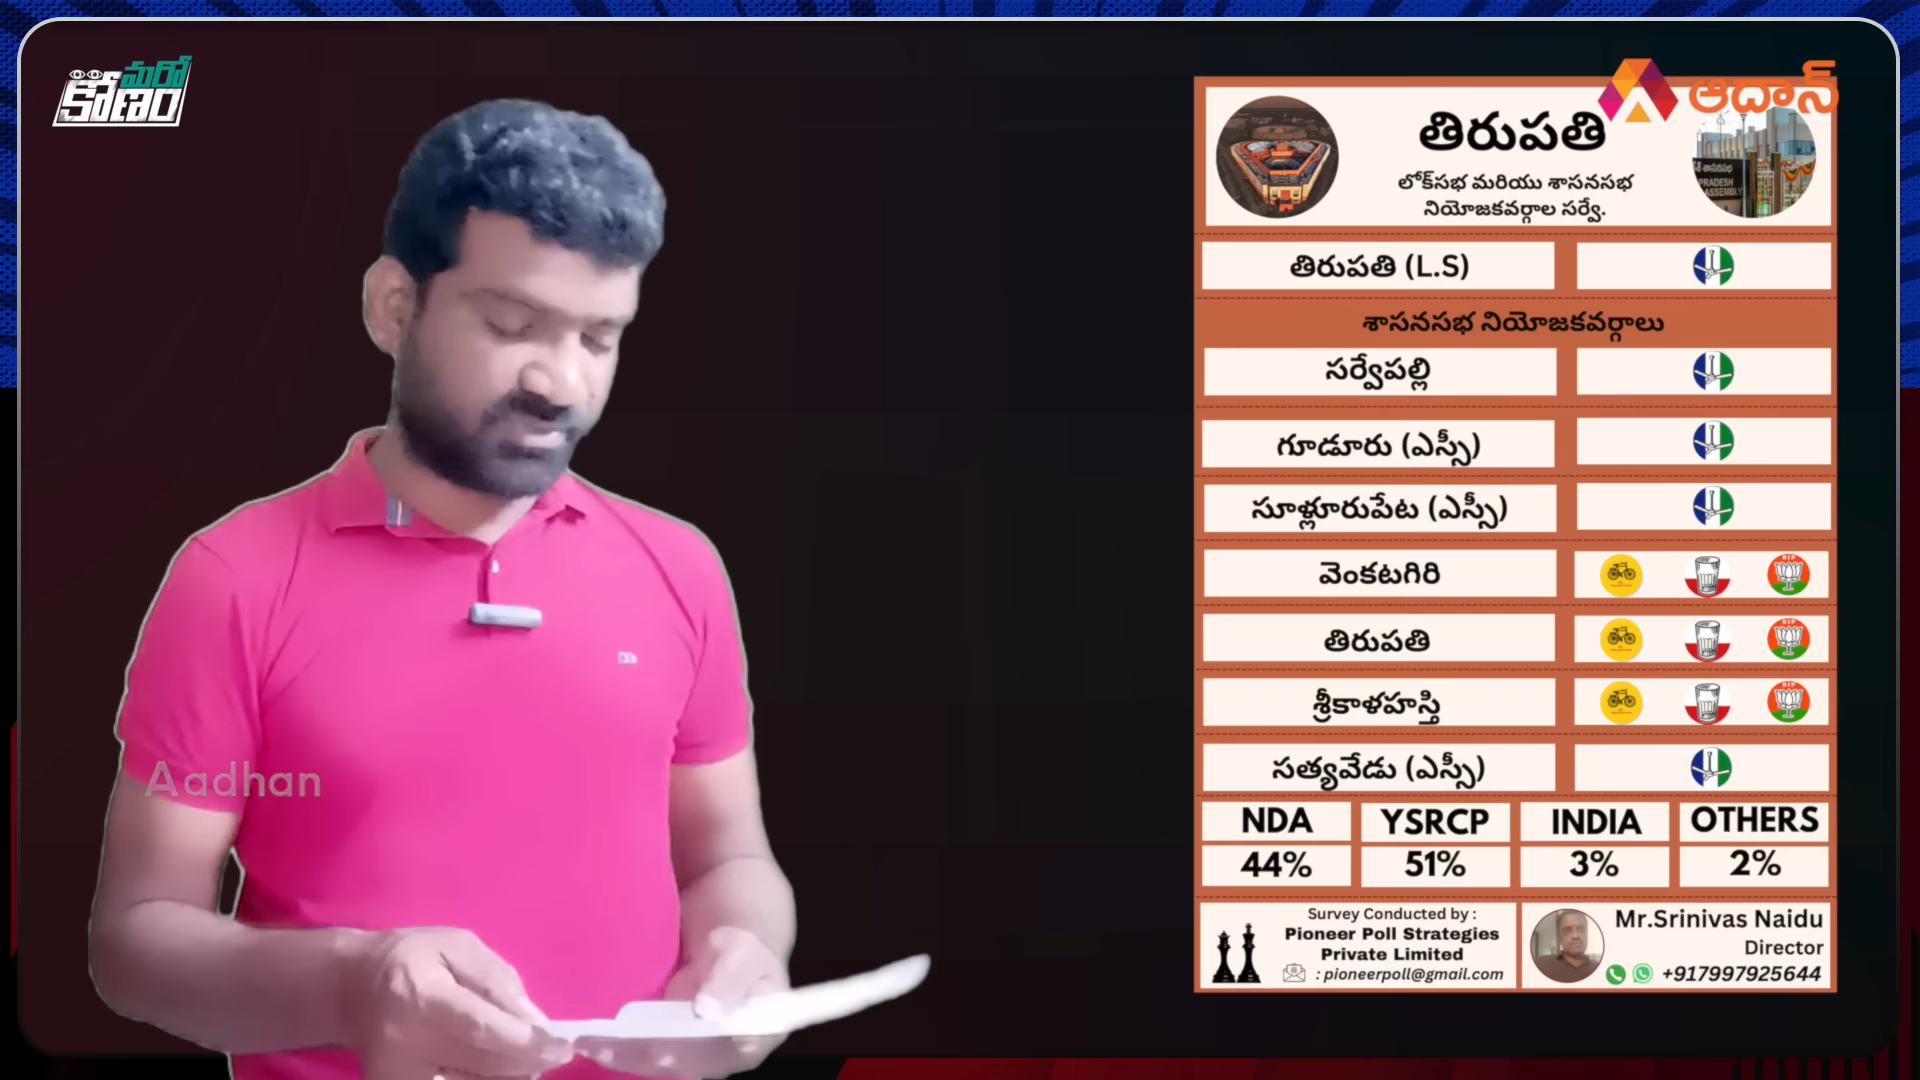 మరో
కోణం
ఆదాన్
తిరుపతి
లోక్‌సభ మరియు శాసనసభ
నియోజకవర్గాల సర్వే.
తిరుపతి (L.S)
శాసనసభ నియోజకవర్గాలు
సర్వేపల్లి
గూడూరు (ఎస్సీ)
సూళ్లూరుపేట (ఎస్సీ)
వెంకటగిరి
తిరుపతి
శ్రీకాళహస్తి
సత్యవేడు (ఎస్సీ)
NDA YSRCP INDIA OTHERS
44% 51% 3% 2%
Survey Conducted by :
Pioneer Poll Strategies
Private Limited
: pioneerpoll@gmail.com
Mr.Srinivas Naidu
Director
+917997925644
Aadhan